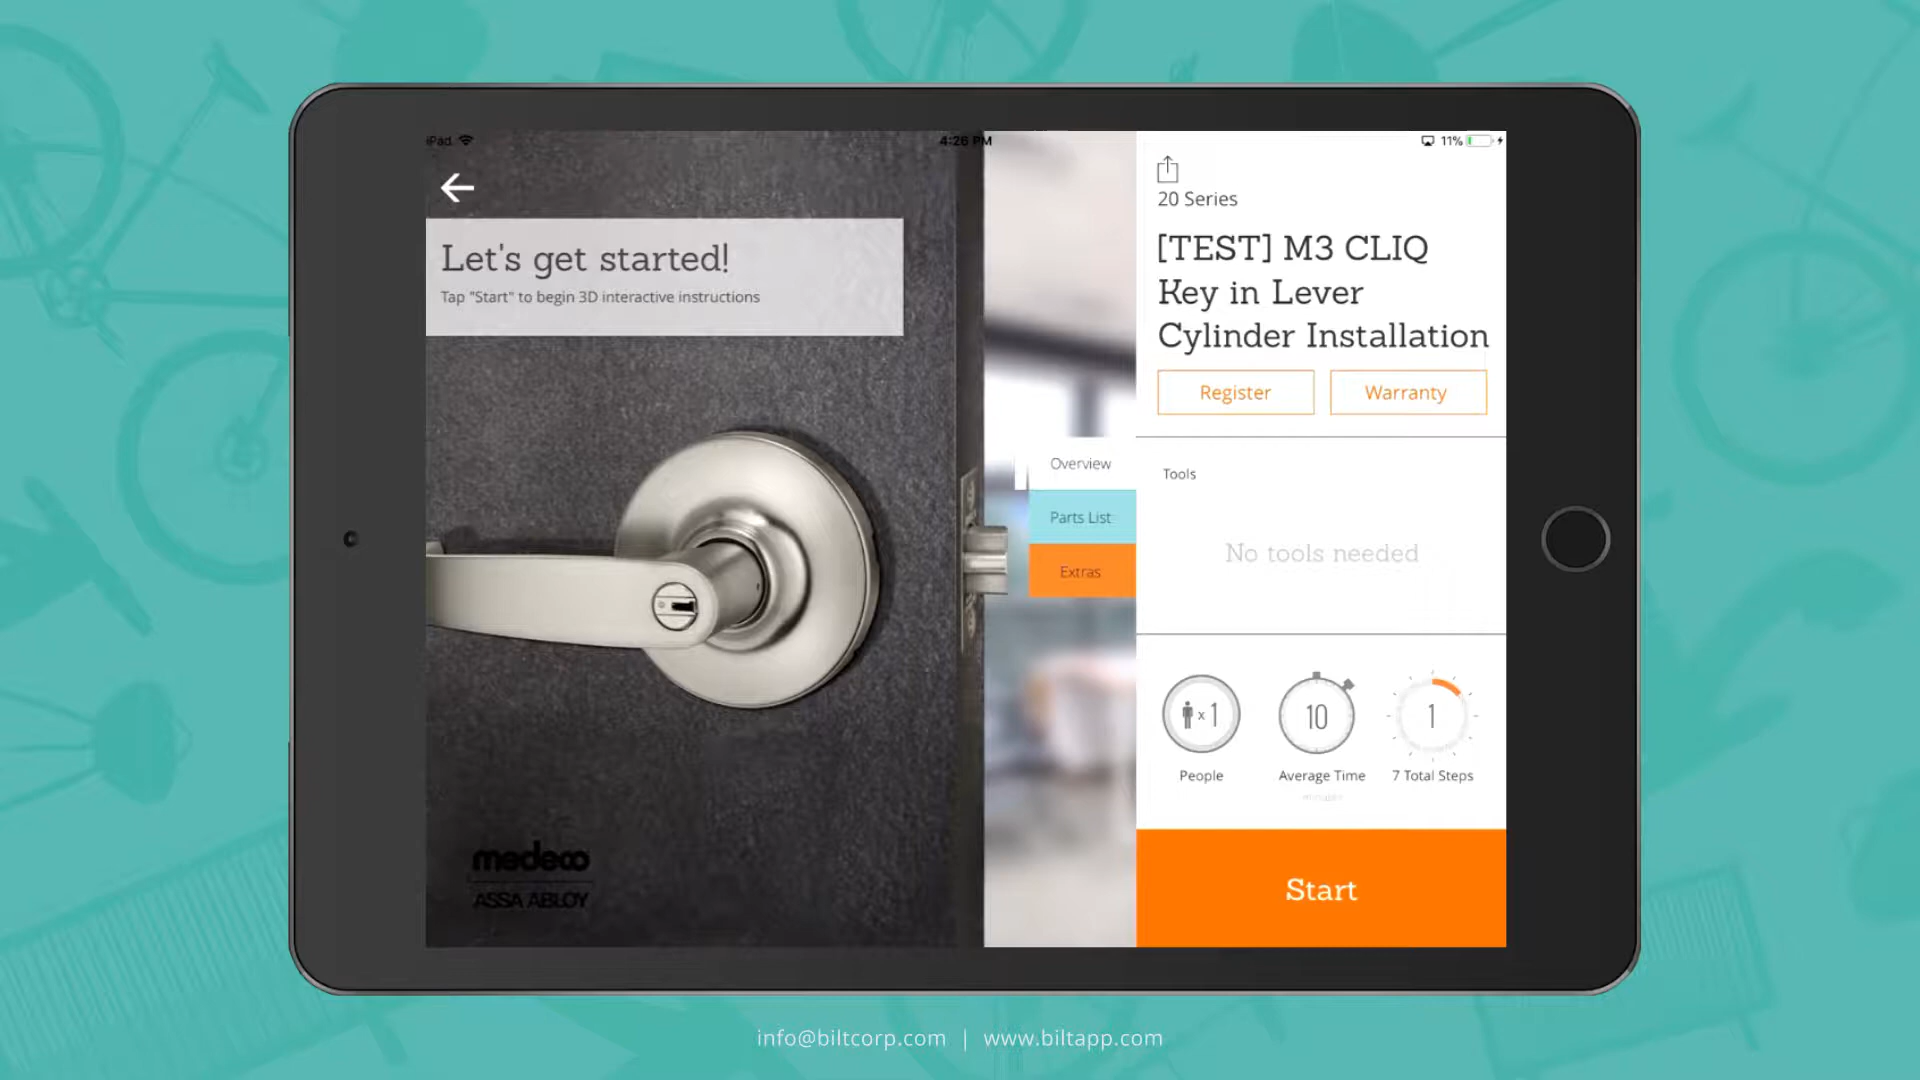 iPad
4:26 PM
11%
Let's get started!
Tap "Start" to begin 3D interactive instructions
medeco
ASSA ABLOY
Overview
Parts List
Extras
20 Series
[TEST] M3 CLIQ
Key in Lever
Cylinder Installation
Register
Warranty
Tools
No tools needed
x 1
10
1
People
Average Time
7 Total Steps
minutes
Start
info@biltcorp.com | www.biltapp.com